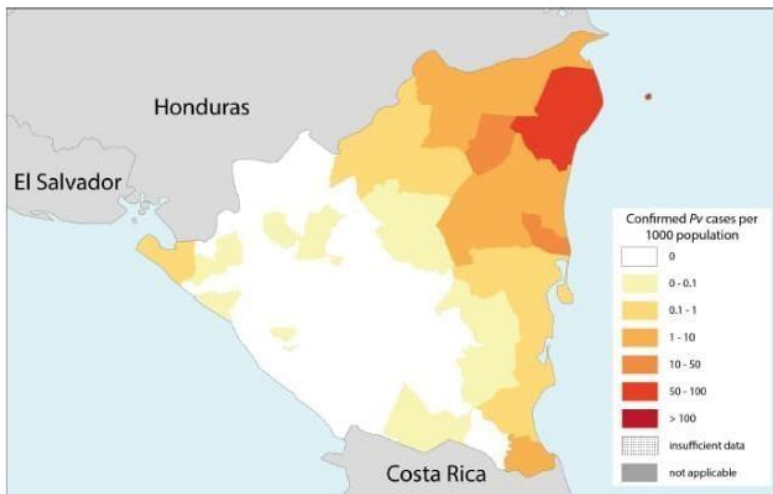 Honduras
El Salvador
Costa Rica
Confirmed Pv cases per
1000 population
0
0 - 0.1
0.1 - 1
1 - 10
10 - 50
50 - 100
> 100
insufficient data
not applicable